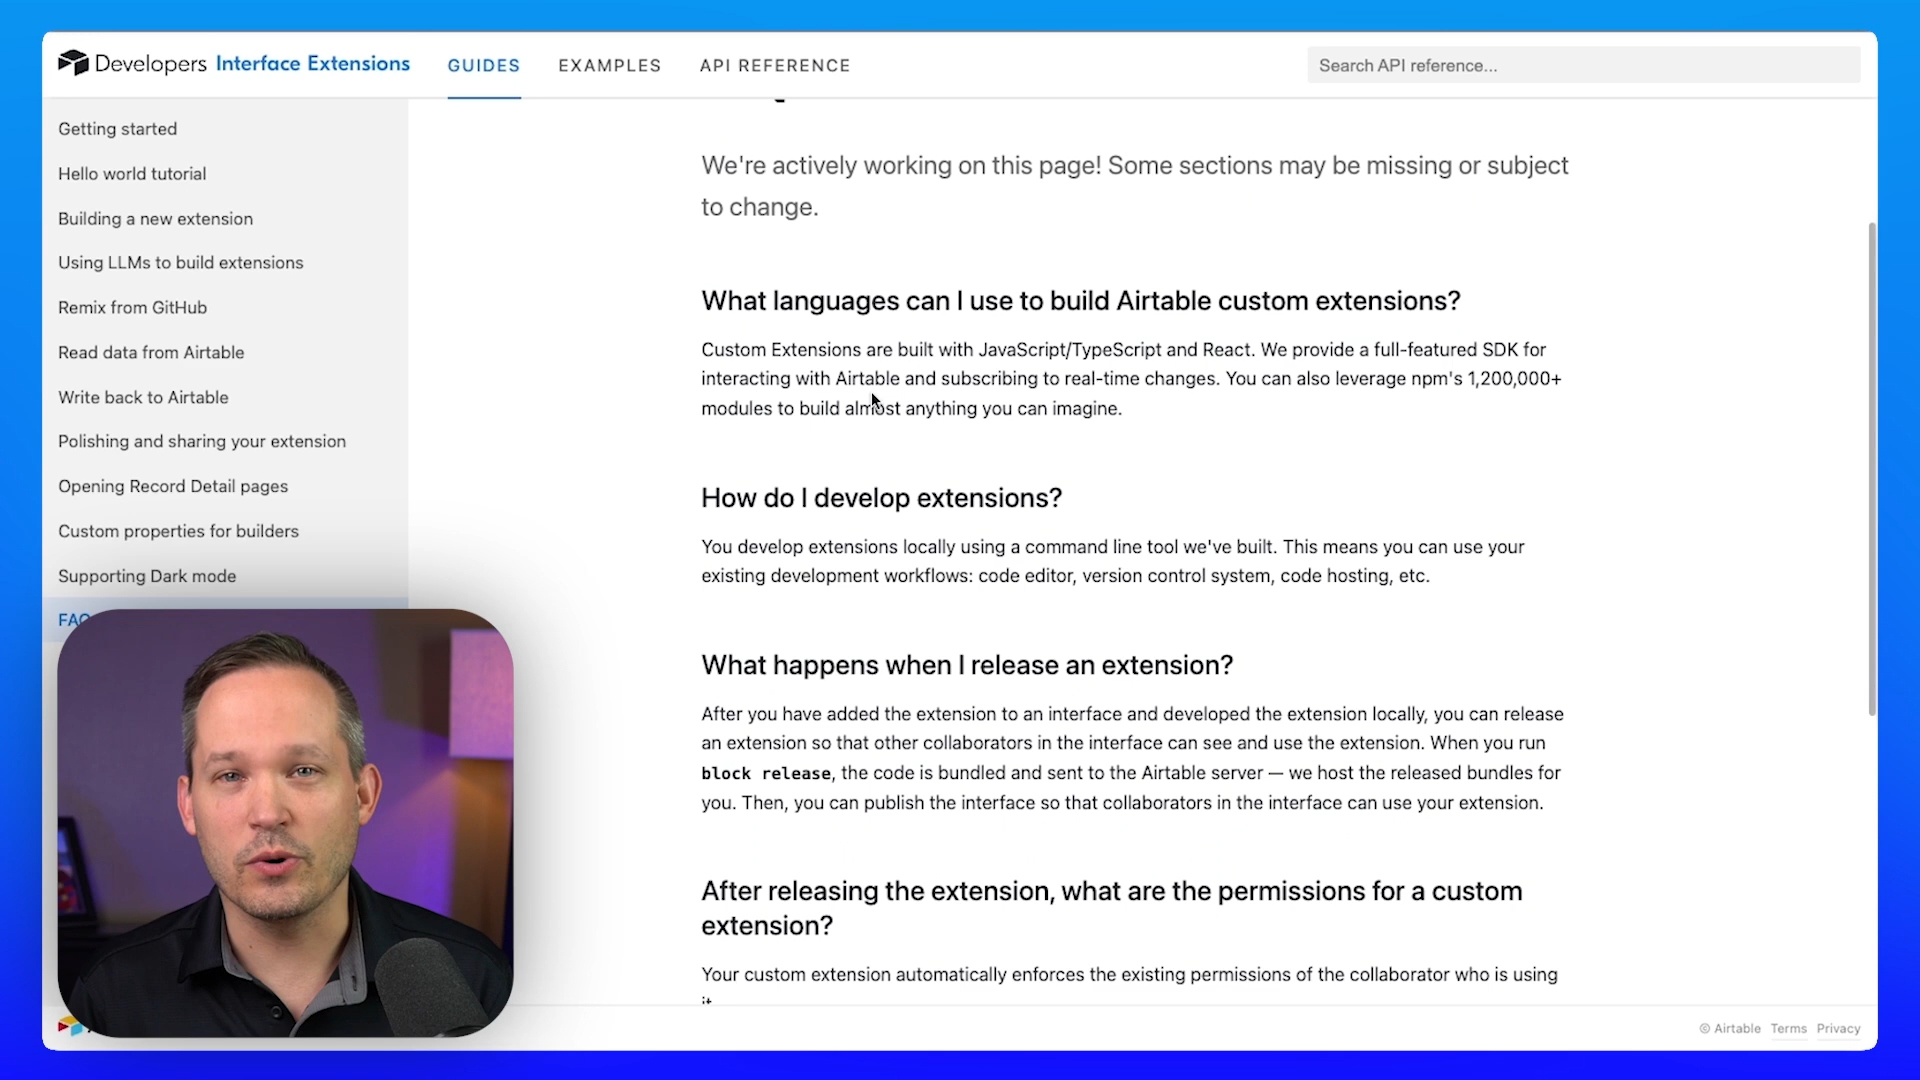 Developers Interface Extensions
GUIDES
EXAMPLES
API REFERENCE
Search API reference...
Getting started
Hello world tutorial
Building a new extension
Using LLMs to build extensions
Remix from GitHub
Read data from Airtable
Write back to Airtable
Polishing and sharing your extension
Opening Record Detail pages
Custom properties for builders
Supporting Dark mode
We're actively working on this page! Some sections may be missing or subject
to change.
What languages can I use to build Airtable custom extensions?
Custom Extensions are built with JavaScript/TypeScript and React. We provide a full-featured SDK for
interacting with Airtable and subscribing to real-time changes. You can also leverage npm's 1,200,000+
modules to build almost anything you can imagine.
How do I develop extensions?
You develop extensions locally using a command line tool we've built. This means you can use your
existing development workflows: code editor, version control system, code hosting, etc.
What happens when I release an extension?
After you have added the extension to an interface and developed the extension locally, you can release
an extension so that other collaborators in the interface can see and use the extension. When you run
block release, the code is bundled and sent to the Airtable server — we host the released bundles for
you. Then, you can publish the interface so that collaborators in the interface can use your extension.
After releasing the extension, what are the permissions for a custom
extension?
Your custom extension automatically enforces the existing permissions of the collaborator who is using
© Airtable Terms Privacy